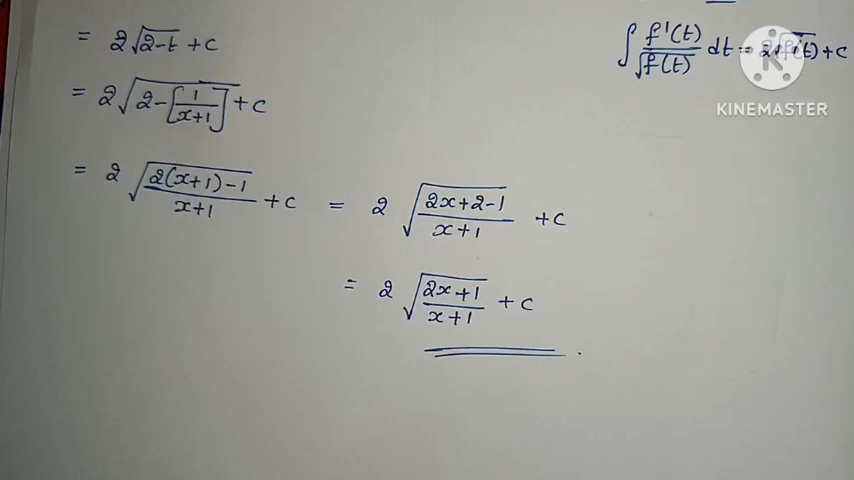 = 2√(2-t) + c
∫ f'(t)/√f(t) dt = 2√f(t) + c
KINEMASTER
= 2√(2-[1/(x+1)]) + c
= 2√((2(x+1)-1)/(x+1)) + c = 2√((2x+2-1)/(x+1)) + c
= 2√((2x+1)/(x+1)) + c